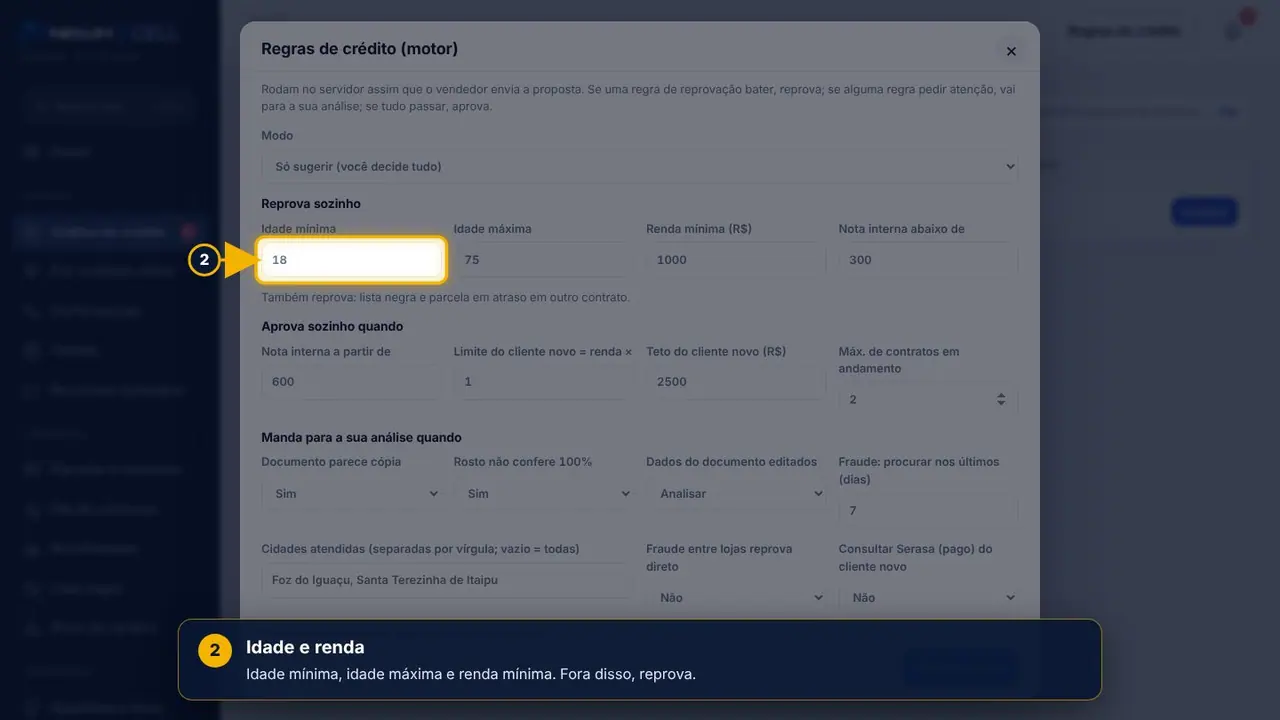 Regras de crédito (motor)
Rodam no servidor assim que o vendedor envia a proposta. Se uma regra de reprovação bater, reprova; se alguma regra pedir atenção, vai
para a sua análise; se tudo passar, aprova.
Modo
Só sugerir (você decide tudo)
Reprova sozinho
Idade mínima
Idade máxima
Renda mínima (R$)
Nota interna abaixo de
2
18
75
1000
300
Também reprova: lista negra e parcela em atraso em outro contrato.
Aprova sozinho quando
Nota interna a partir de
Limite do cliente novo = renda ×
Teto do cliente novo (R$)
Máx. de contratos em
andamento
600
1
2500
2
Manda para a sua análise quando
Documento parece cópia
Rosto não confere 100%
Dados do documento editados
Fraude: procurar nos últimos
(dias)
Sim
Sim
Analisar
7
Cidades atendidas (separadas por vírgula; vazio = todas)
Fraude entre lojas reprova
direto
Consultar Serasa (pago) do
cliente novo
Foz do Iguaçu, Santa Terezinha de Itaipu
Não
Não
2
Idade e renda
Idade mínima, idade máxima e renda mínima. Fora disso, reprova.